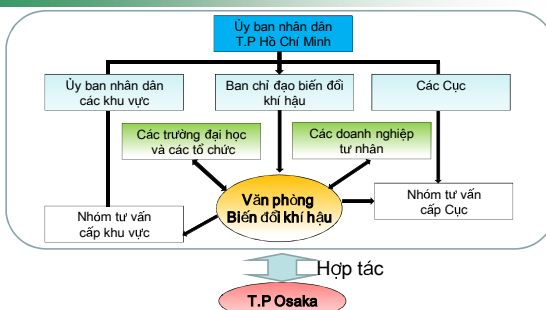 Ủy ban nhân dân
T.P Hồ Chí Minh
Ủy ban nhân dân
các khu vực
Ban chỉ đạo biến đổi
khí hậu
Các Cục
Các trường đại học
và các tổ chức
Các doanh nghiệp
tư nhân
Văn phòng
Biến đổi khí hậu
Nhóm tư vấn
cấp khu vực
Nhóm tư vấn
cấp Cục
Hợp tác
T.P Osaka